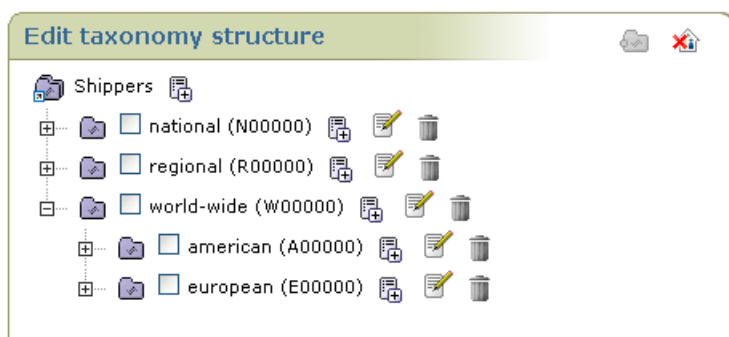 Edit taxonomy structure
Shippers
national (N00000)
regional (R00000)
world-wide (W00000)
american (A00000)
european (E00000)